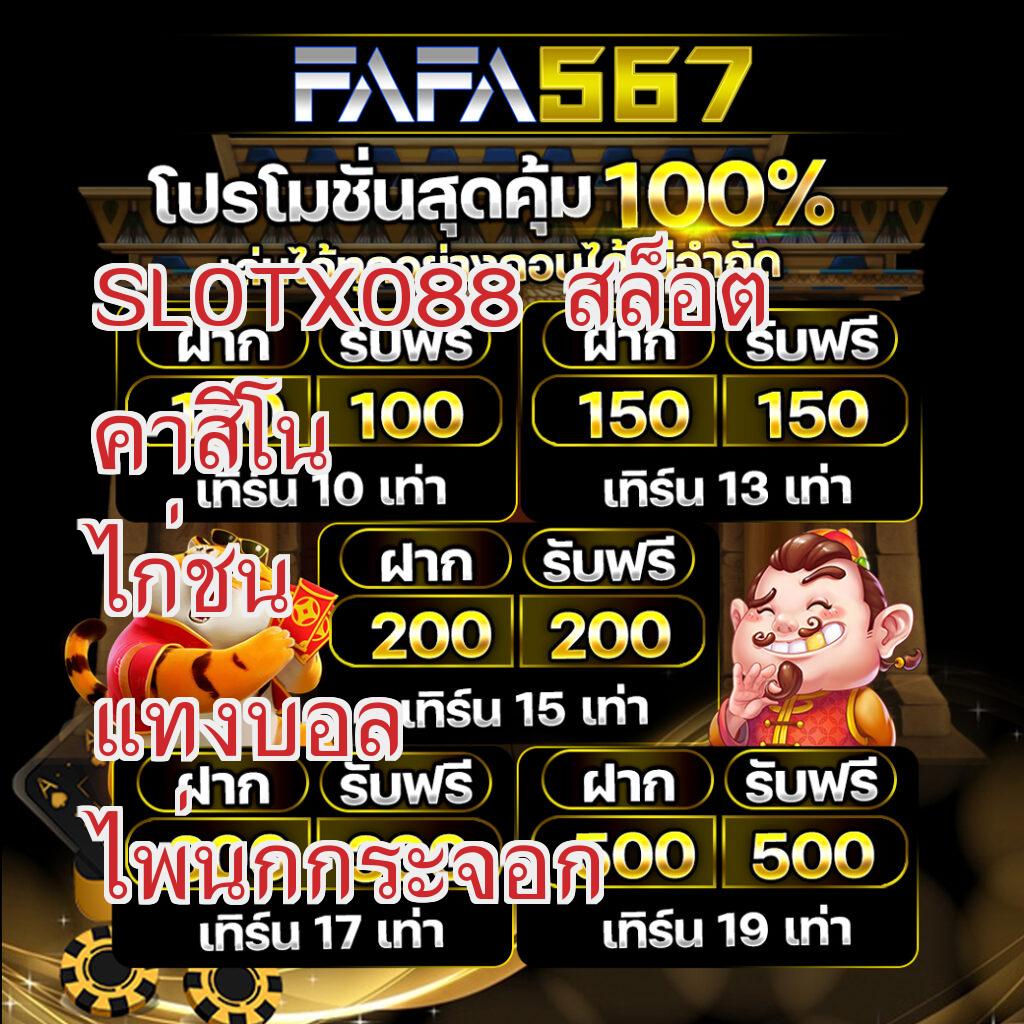 FAFA567
โปรโมชั่นสุดคุ้ม 100%
SLOTXO88 สล็อต
ฝาก รับฟรี ฝาก รับฟรี
100 150 150
คาสิโน
เทิร์น 10 เท่า เทิร์น 13 เท่า
ไก่ชน
ฝาก รับฟรี
200 200
แทงบอล
เทิร์น 15 เท่า
ฝาก รับฟรี ฝาก รับฟรี
ไพ่นกกระจอก
500 500
เทิร์น 17 เท่า เทิร์น 19 เท่า